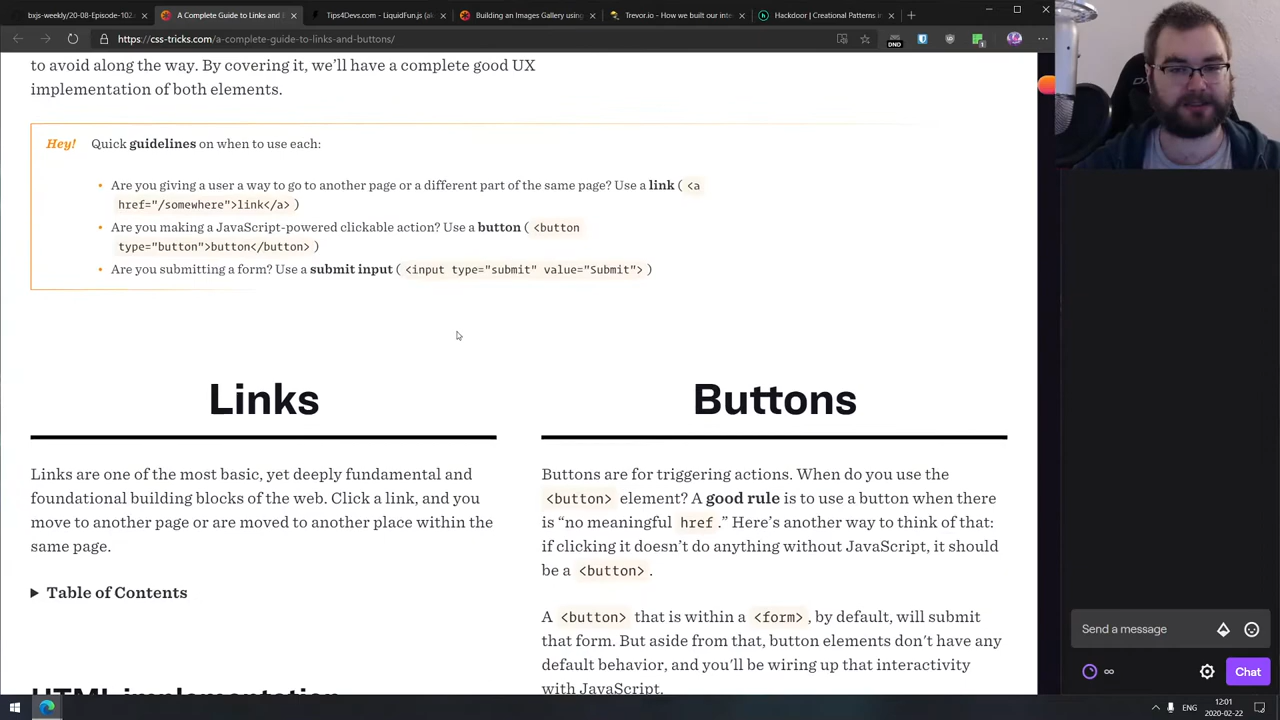 bxjs-weekly/20-08-Episode-102.
A Complete Guide to Links and
Tips4Devs.com - LiquidFun.js (ak
Building an Images Gallery using
Trevor.io - How we built our inte
Hackdoor | Creational Patterns in
https://css-tricks.com/a-complete-guide-to-links-and-buttons/
DND
1
to avoid along the way. By covering it, we'll have a complete good UX
implementation of both elements.
Hey! Quick guidelines on when to use each:
Are you giving a user a way to go to another page or a different part of the same page? Use a link ( <a
href="/somewhere">link</a> )
Are you making a JavaScript-powered clickable action? Use a button ( <button
type="button">button</button> )
Are you submitting a form? Use a submit input ( <input type="submit" value="Submit"> )
Links
Links are one of the most basic, yet deeply fundamental and
foundational building blocks of the web. Click a link, and you
move to another page or are moved to another place within the
same page.
Table of Contents
HTML implementation
Buttons
Buttons are for triggering actions. When do you use the
<button> element? A good rule is to use a button when there
is “no meaningful href.” Here's another way to think of that:
if clicking it doesn't do anything without JavaScript, it should
be a <button>.
A <button> that is within a <form>, by default, will submit
that form. But aside from that, button elements don't have any
default behavior, and you'll be wiring up that interactivity
with JavaScript.
Send a message
∞
Chat
ENG
12:01
2020-02-22